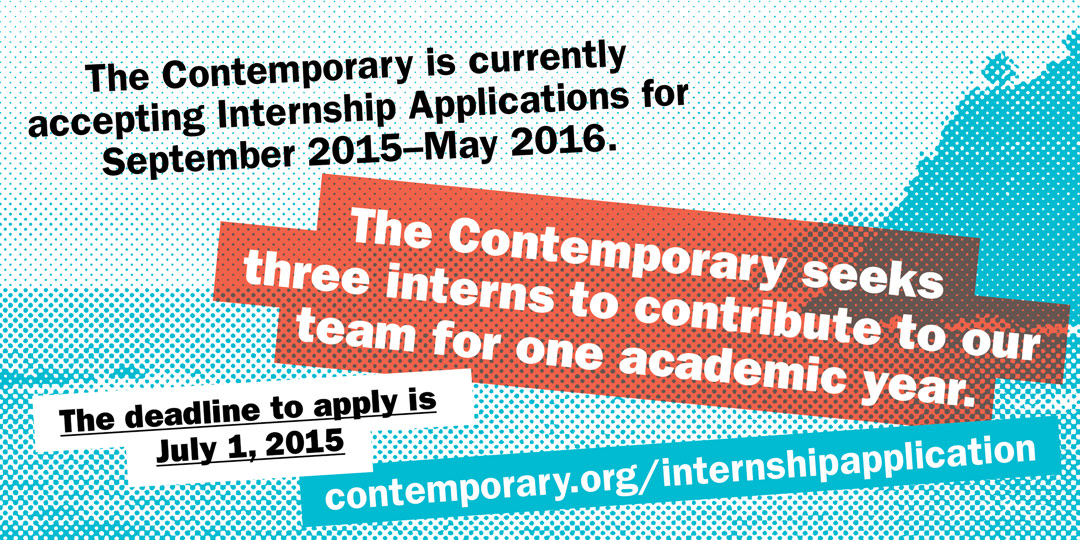 The Contemporary is currently
accepting Internship Applications for
September 2015–May 2016.
The Contemporary seeks
three interns to contribute to our
team for one academic year.
The deadline to apply is
July 1, 2015
contemporary.org/internshipapplication